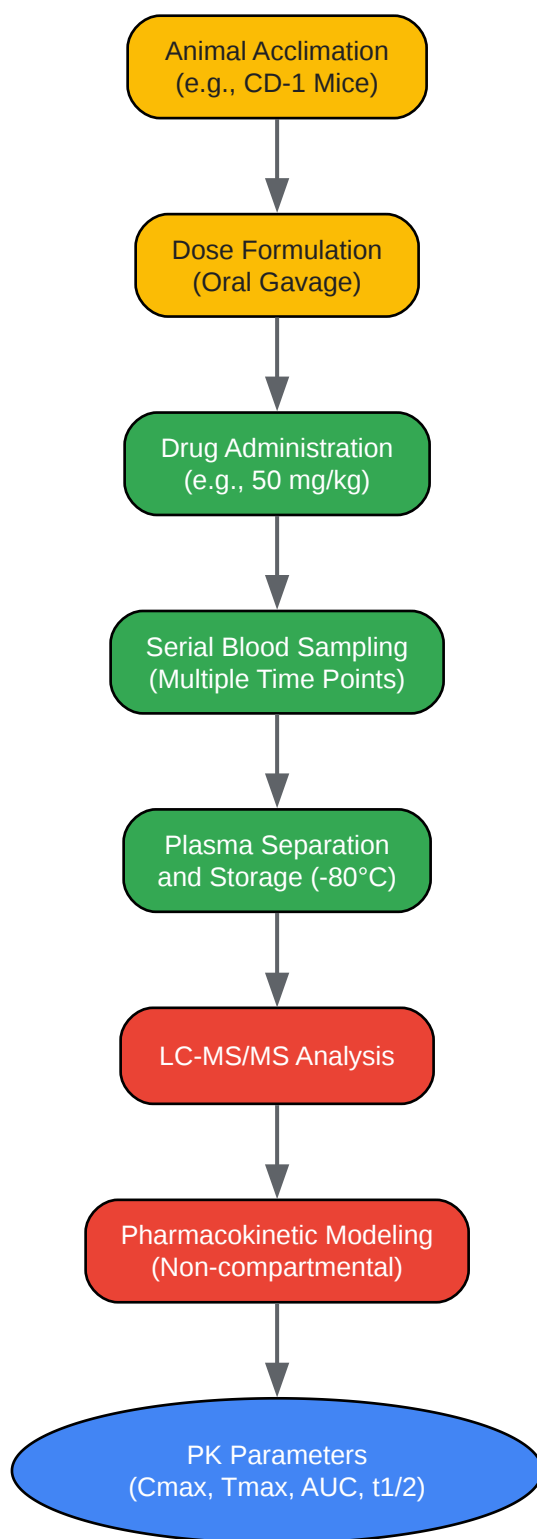 Animal Acclimation
(e.g., CD-1 Mice)
Dose Formulation
(Oral Gavage)
Drug Administration
(e.g., 50 mg/kg)
Serial Blood Sampling
(Multiple Time Points)
Plasma Separation
and Storage (-80°C)
LC-MS/MS Analysis
Pharmacokinetic Modeling
(Non-compartmental)
PK Parameters
(Cmax, Tmax, AUC, t1/2)